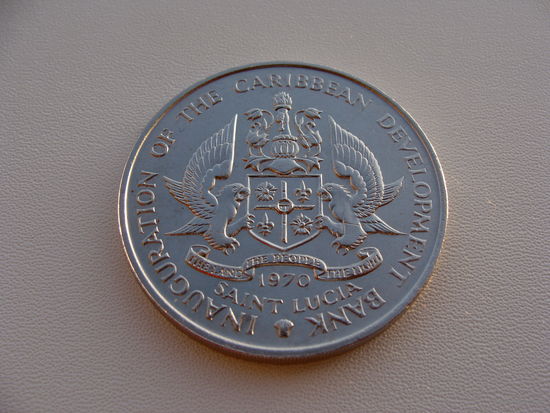 INAUGURATION OF THE CARIBBEAN DEVELOPMENT BANK
THE LAND THE PEOPLE THE LIGHT
1970
SAINT LUCIA